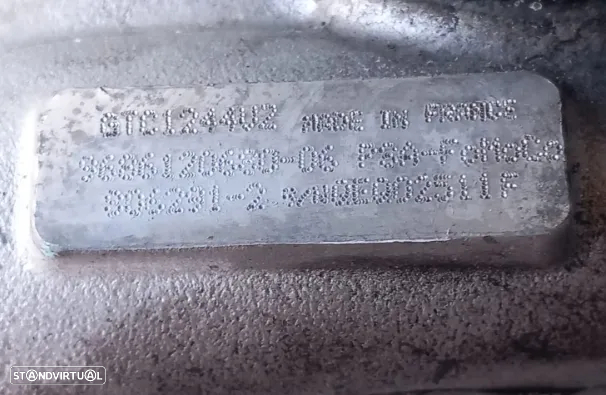 GTC1244VZ MADE IN FRANCE
9686120680-06 PSA-FoMoCo
806291-2
STANDVIRTUAL